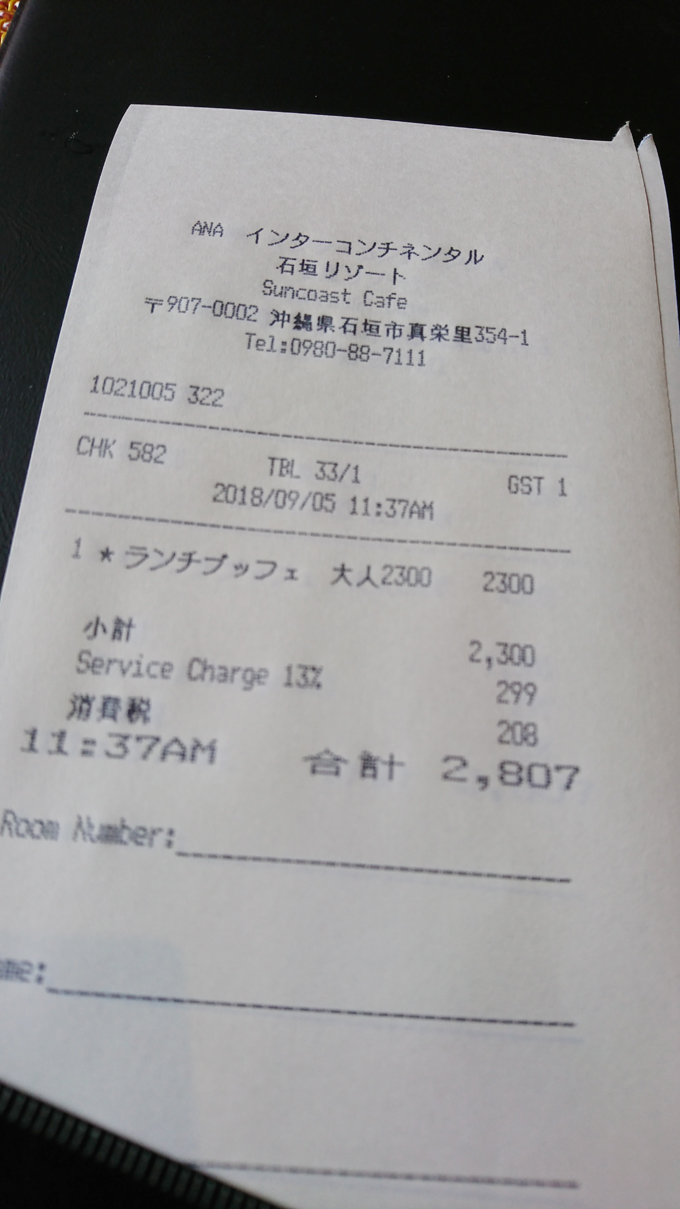 ANA インターコンチネンタル
石垣リゾート
Suncoast Cafe
〒907-0002 沖縄県石垣市真栄里354-1
Tel:0980-88-7111
1021005 322
CHK 582 TBL 33/1 GST 1
2018/09/05 11:37AM
1 ★ ランチブッフェ 大人2300 2300
小計 2,300
Service Charge 13% 299
消費税 208
11:37AM 合計 2,807
Room Number: